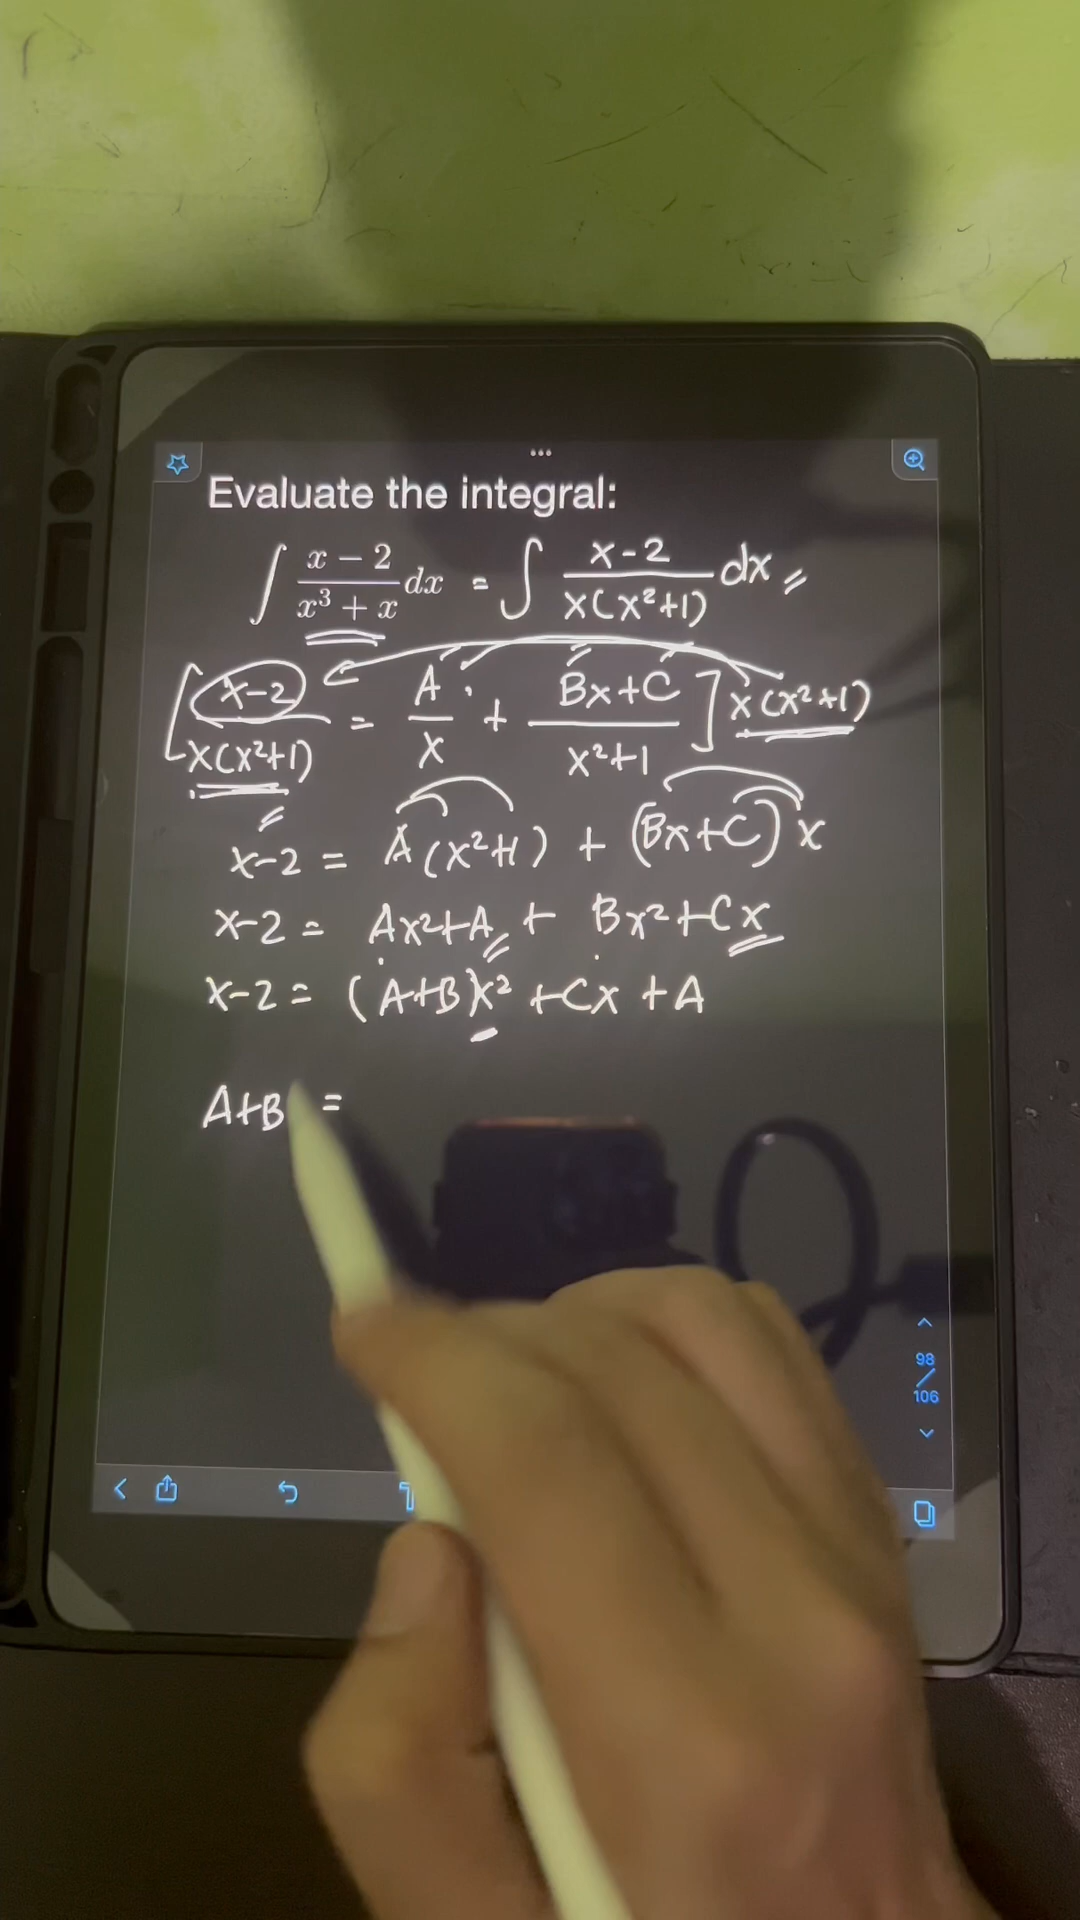 Evaluate the integral:
∫ x − 2 / x³ + x dx = ∫ x-2 / x(x²+1) dx =
[ x-2 / x(x²+1) = A / x + Bx+C / x²+1 ] x(x²+1)
x-2 = A(x²+1) + (Bx+C)x
x-2 = Ax²+A + Bx²+Cx
x-2 = (A+B)x² +Cx +A
A+B =
98
/
106